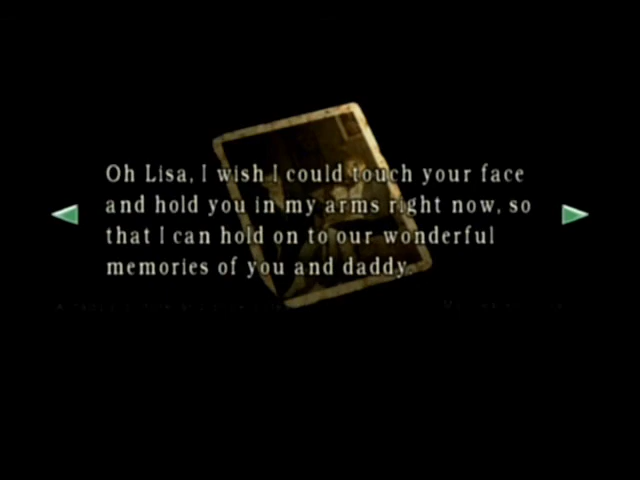 Oh Lisa, I wish I could touch your face
and hold you in my arms right now, so
that I can hold on to our wonderful
memories of you and daddy.